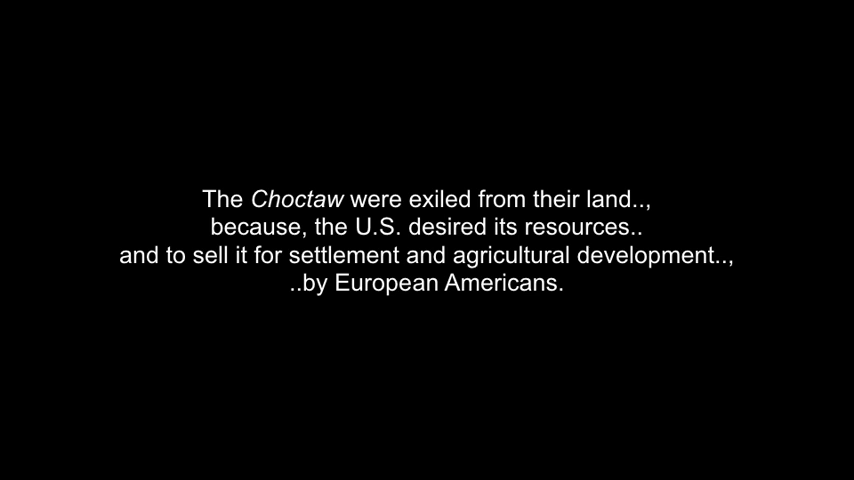 The Choctaw were exiled from their land..,
because, the U.S. desired its resources..
and to sell it for settlement and agricultural development..,
..by European Americans.